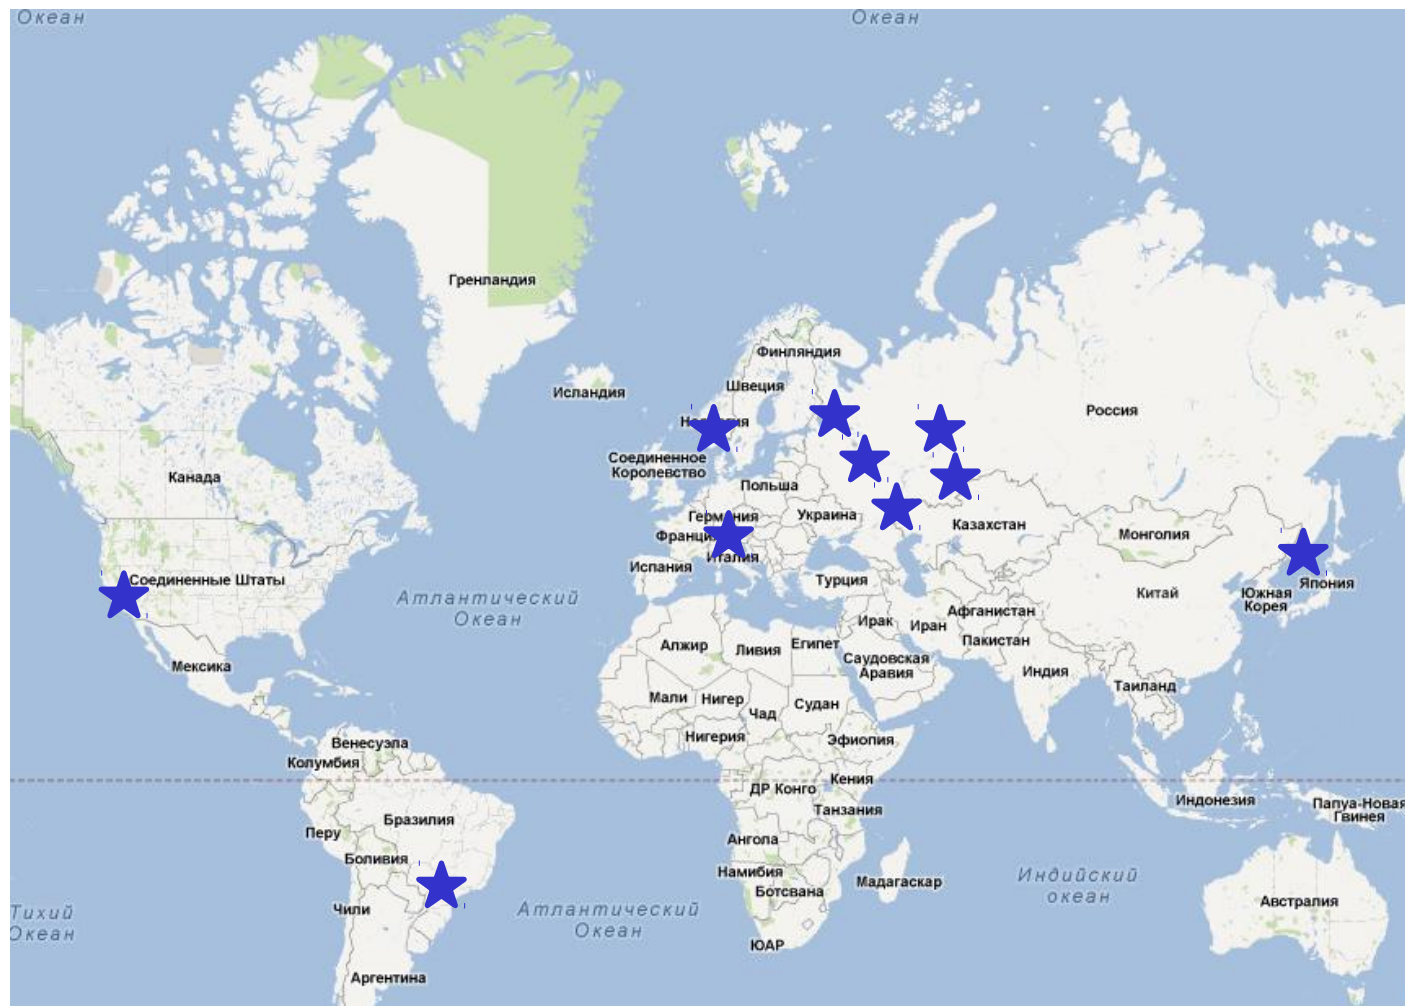 Океан
Океан
Гренландия
Финляндия
Исландия
Швеция
Россия
Соединенное
Королевство
Канада
Польша
Германия
Украина
Казахстан
Франция
Монголия
Италия
Испания
Соединенные Штаты
Турция
Япония
Китай
Южная
Корея
Атлантический
Океан
Афганистан
Ирак
Иран
Пакистан
Алжир
Ливия
Египет
Мексика
Саудовская
Аравия
Индия
Таиланд
Мали
Нигер
Судан
Чад
Нигерия
Эфиопия
Венесуэла
Колумбия
Кения
ДР Конго
Индонезия
Папуа-Новая
Гвинея
Танзания
Бразилия
Перу
Ангола
Боливия
Намибия
Ботсвана
Мадагаскар
Индийский
океан
Австралия
Чили
Тихий
Океан
Атлантический
Океан
ЮАР
Аргентина